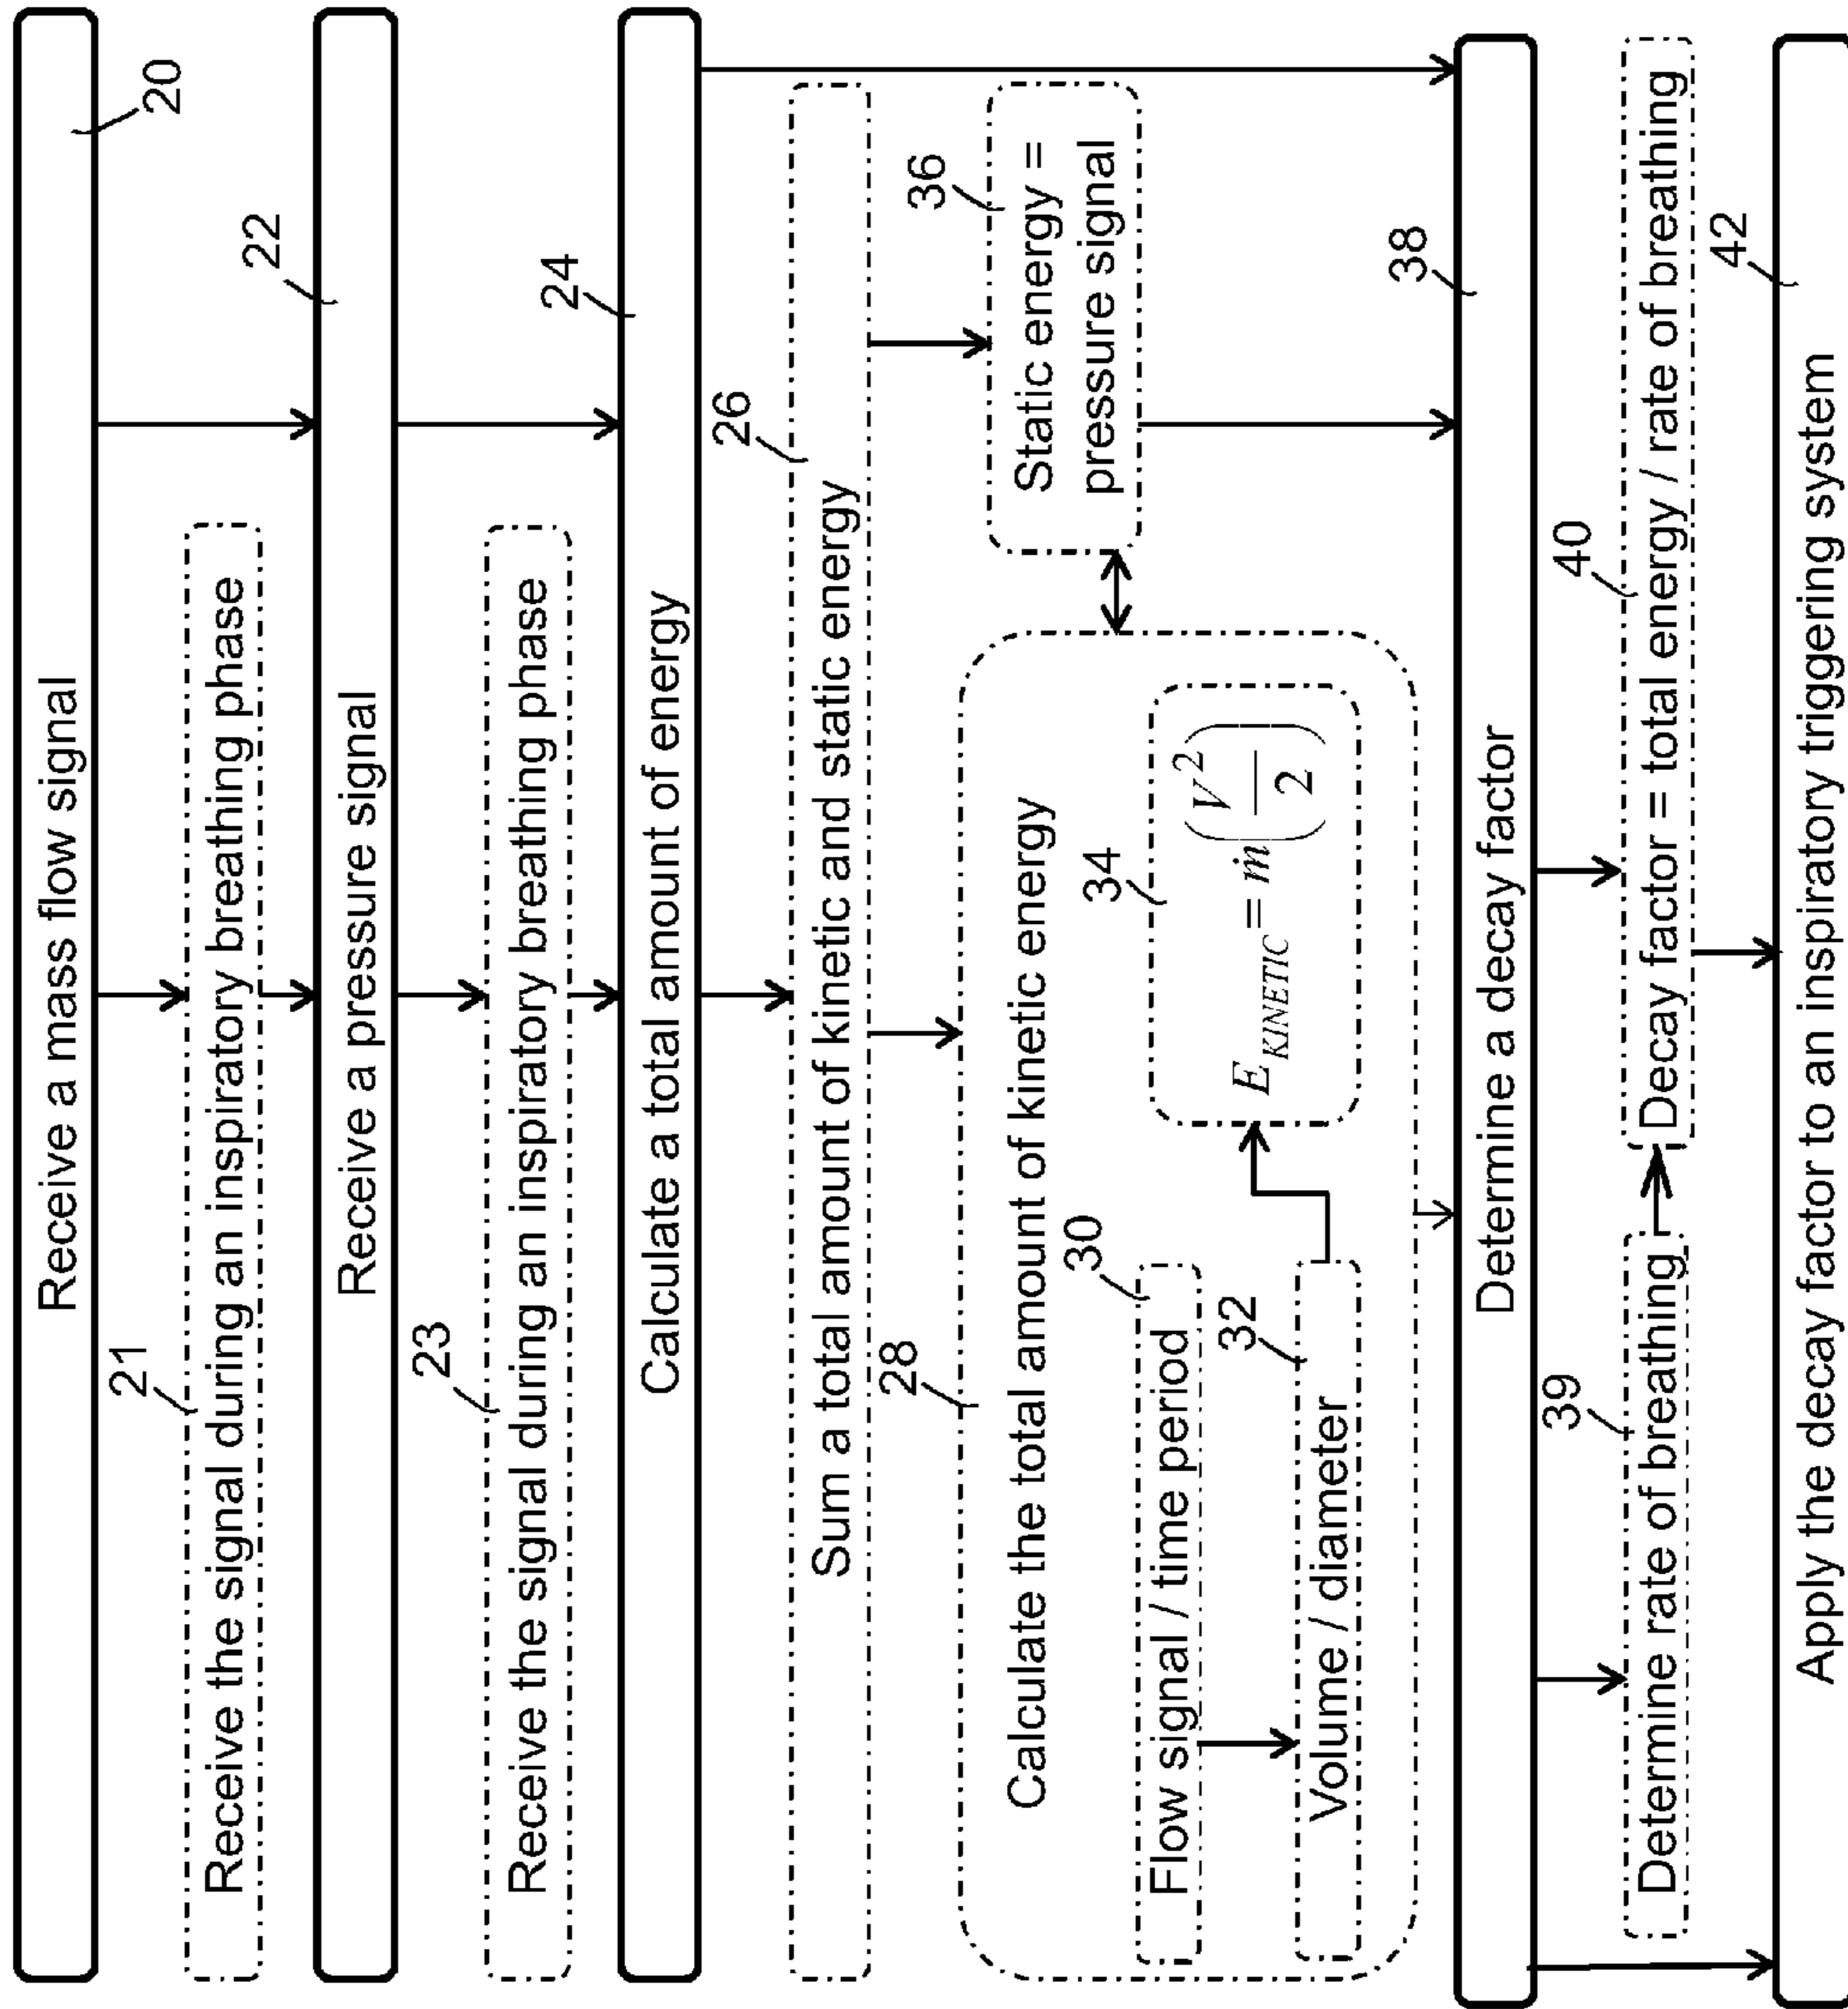 Receive a mass flow signal
20
21
Receive the signal during an inspiratory breathing phase
22
Receive a pressure signal
23
Receive the signal during an inspiratory breathing phase
24
Calculate a total amount of energy
26
Sum a total amount of kinetic and static energy
28
Calculate the total amount of kinetic energy
30
Flow signal / time period
32
Volume / diameter
34
E_KINETIC = ṁ(V²/2)
36
Static energy =
pressure signal
38
Determine a decay factor
39
Determine rate of breathing
40
Decay factor = total energy / rate of breathing
42
Apply the decay factor to an inspiratory triggering system